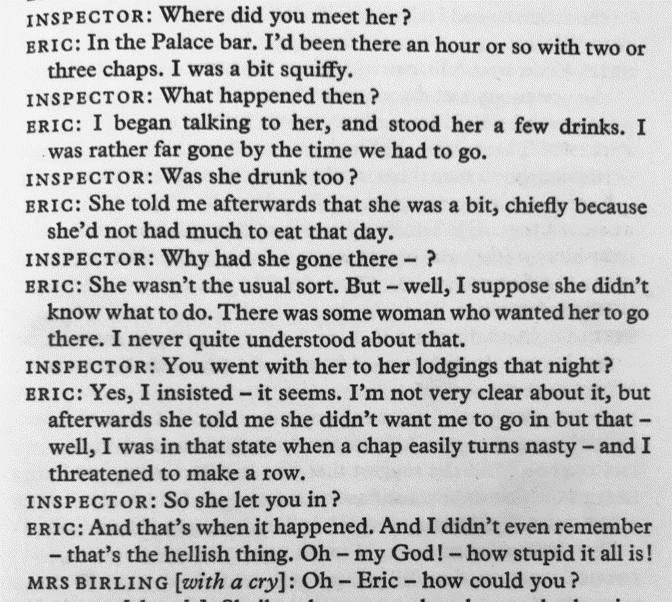 INSPECTOR: Where did you meet her?
ERIC: In the Palace bar. I'd been there an hour or so with two or
three chaps. I was a bit squiffy.
INSPECTOR: What happened then?
ERIC: I began talking to her, and stood her a few drinks. I
was rather far gone by the time we had to go.
INSPECTOR: Was she drunk too?
ERIC: She told me afterwards that she was a bit, chiefly because
she'd not had much to eat that day.
INSPECTOR: Why had she gone there – ?
ERIC: She wasn't the usual sort. But – well, I suppose she didn't
know what to do. There was some woman who wanted her to go
there. I never quite understood about that.
INSPECTOR: You went with her to her lodgings that night?
ERIC: Yes, I insisted – it seems. I'm not very clear about it, but
afterwards she told me she didn't want me to go in but that –
well, I was in that state when a chap easily turns nasty – and I
threatened to make a row.
INSPECTOR: So she let you in?
ERIC: And that's when it happened. And I didn't even remember
– that's the hellish thing. Oh – my God! – how stupid it all is!
MRS BIRLING [with a cry]: Oh – Eric – how could you?